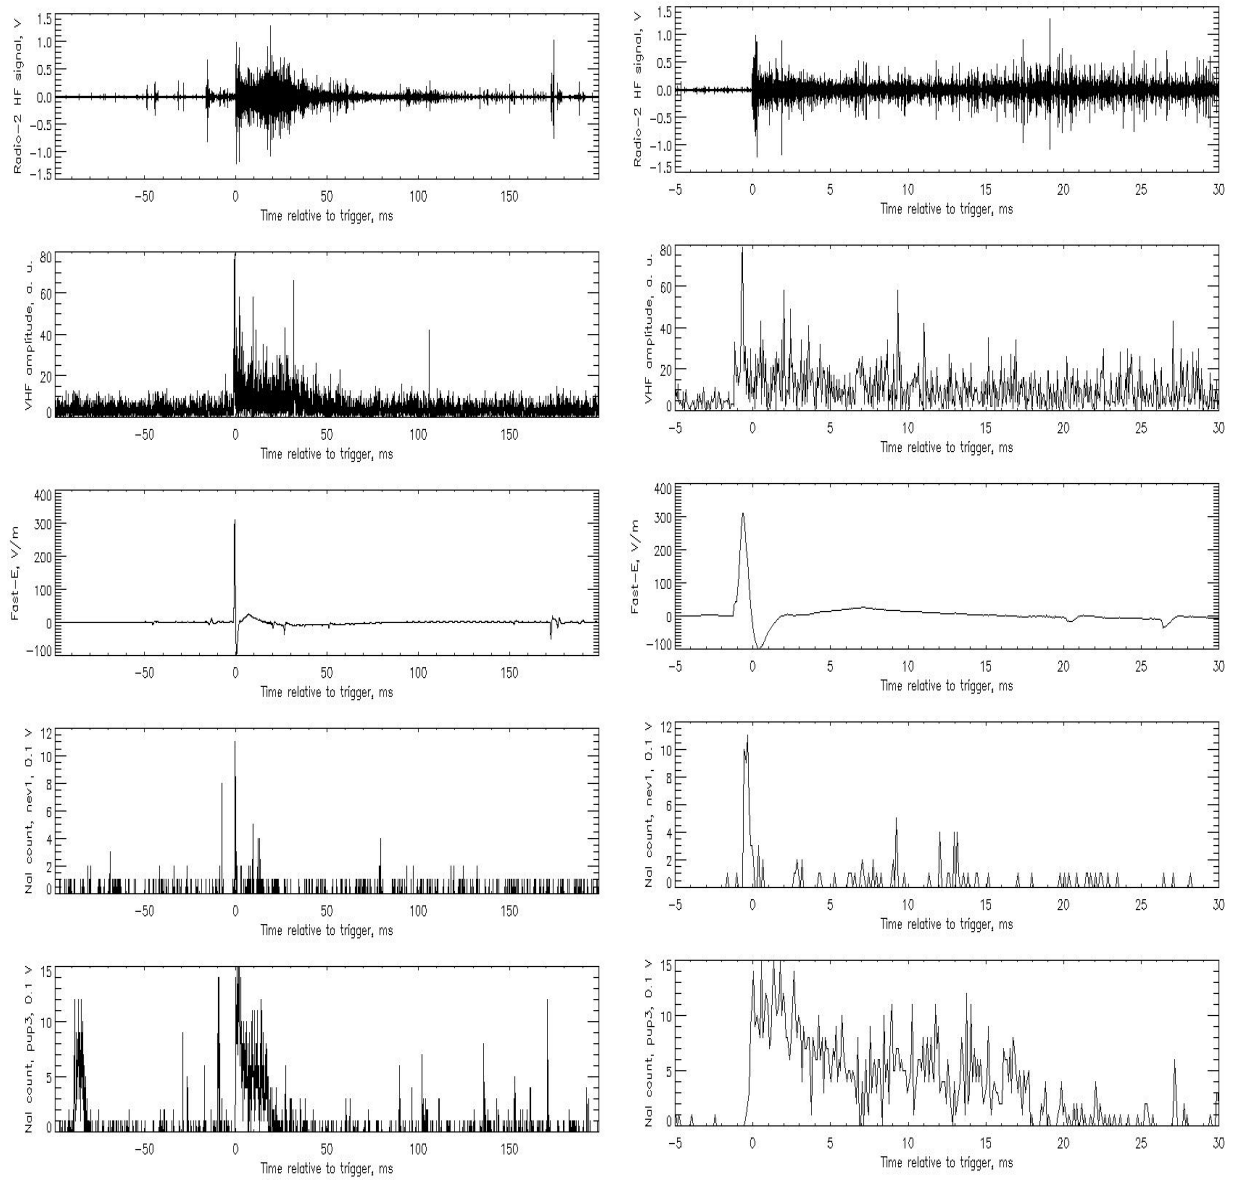 Radio-2 HF signal, V
1.5
1.0
0.5
0.0
-0.5
-1.0
-1.5
-50 0 50 100 150
Time relative to trigger, ms
Radio-2 HF signal, V
1.5
1.0
0.5
0.0
-0.5
-1.0
-1.5
-5 0 5 10 15 20 25 30
Time relative to trigger, ms
VHF amplitude, a. u.
80
60
40
20
0
-50 0 50 100 150
Time relative to trigger, ms
VHF amplitude, a. u.
80
60
40
20
0
-5 0 5 10 15 20 25 30
Time relative to trigger, ms
Fast-E, V/m
400
300
200
100
0
-100
-50 0 50 100 150
Time relative to trigger, ms
Fast-E, V/m
400
300
200
100
0
-100
-5 0 5 10 15 20 25 30
Time relative to trigger, ms
NaI count, nev1, 0.1 V
12
10
8
6
4
2
0
-50 0 50 100 150
Time relative to trigger, ms
NaI count, nev1, 0.1 V
12
10
8
6
4
2
0
-5 0 5 10 15 20 25 30
Time relative to trigger, ms
NaI count, pup3, 0.1 V
15
10
5
0
-50 0 50 100 150
Time relative to trigger, ms
NaI count, pup3, 0.1 V
15
10
5
0
-5 0 5 10 15 20 25 30
Time relative to trigger, ms